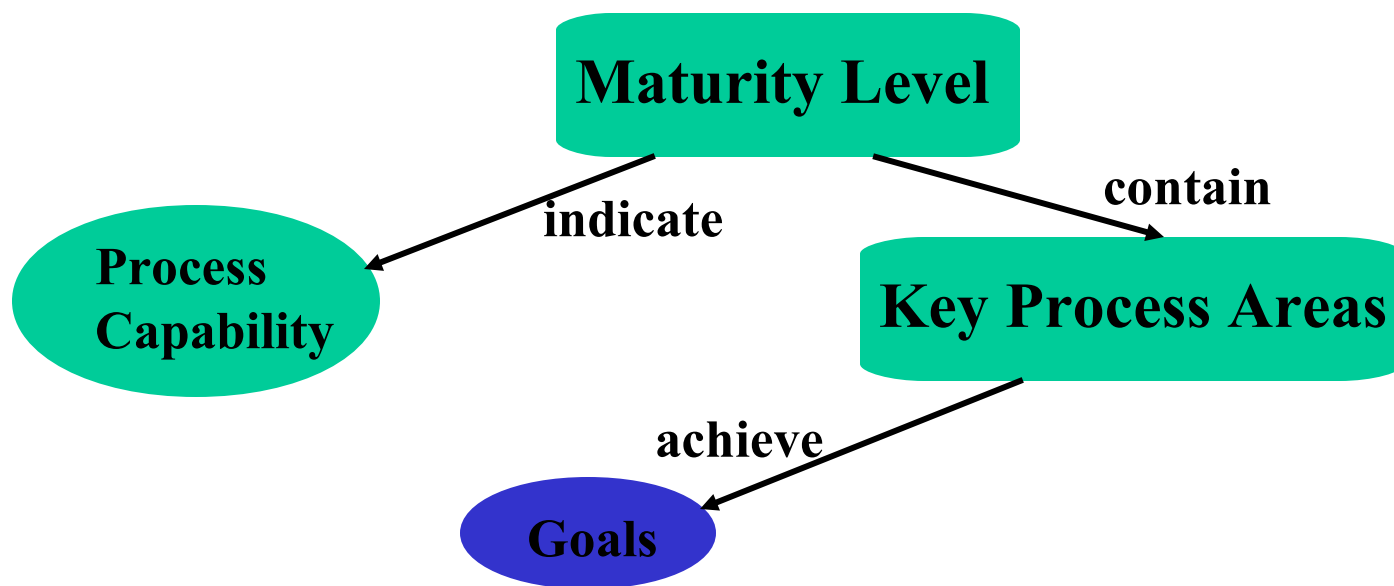 Maturity Level
contain
indicate
Process
Capability
Key Process Areas
achieve
Goals